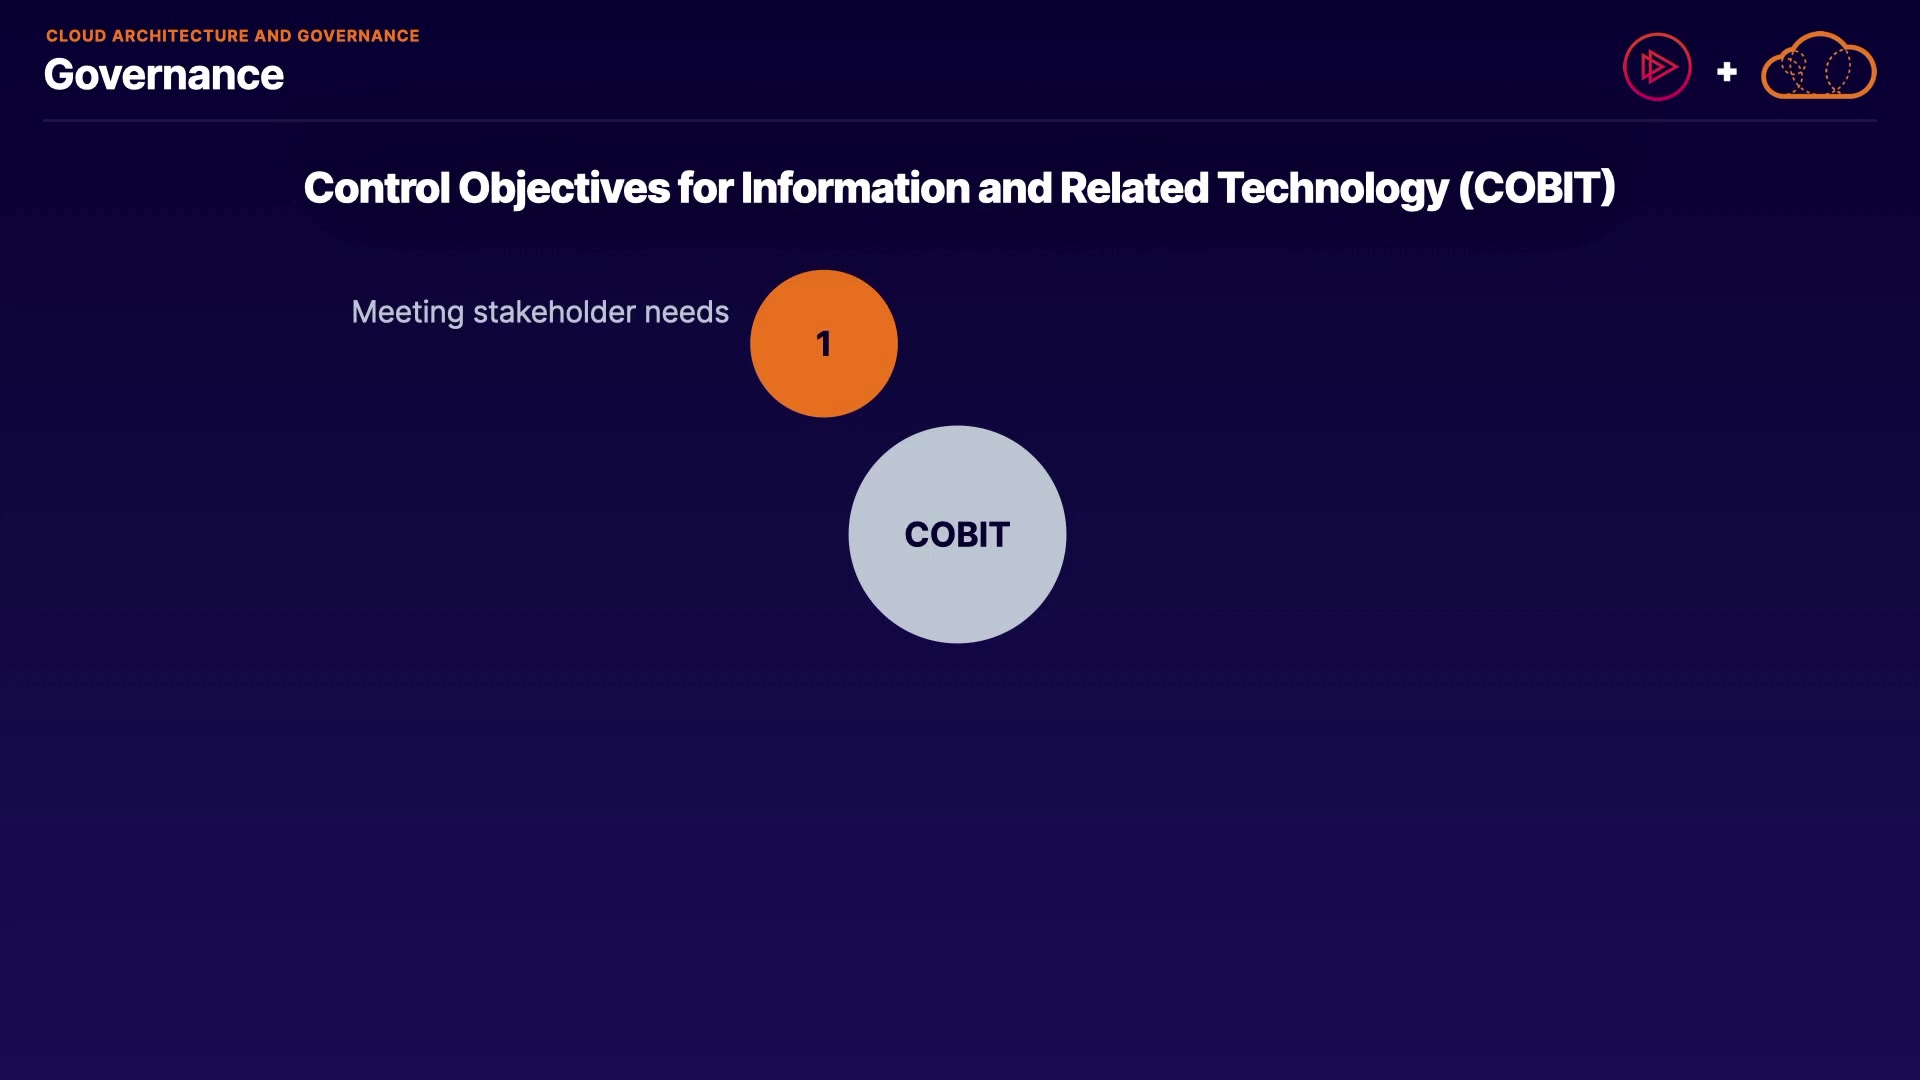 CLOUD ARCHITECTURE AND GOVERNANCE
Governance
Control Objectives for Information and Related Technology (COBIT)
Meeting stakeholder needs
1
COBIT